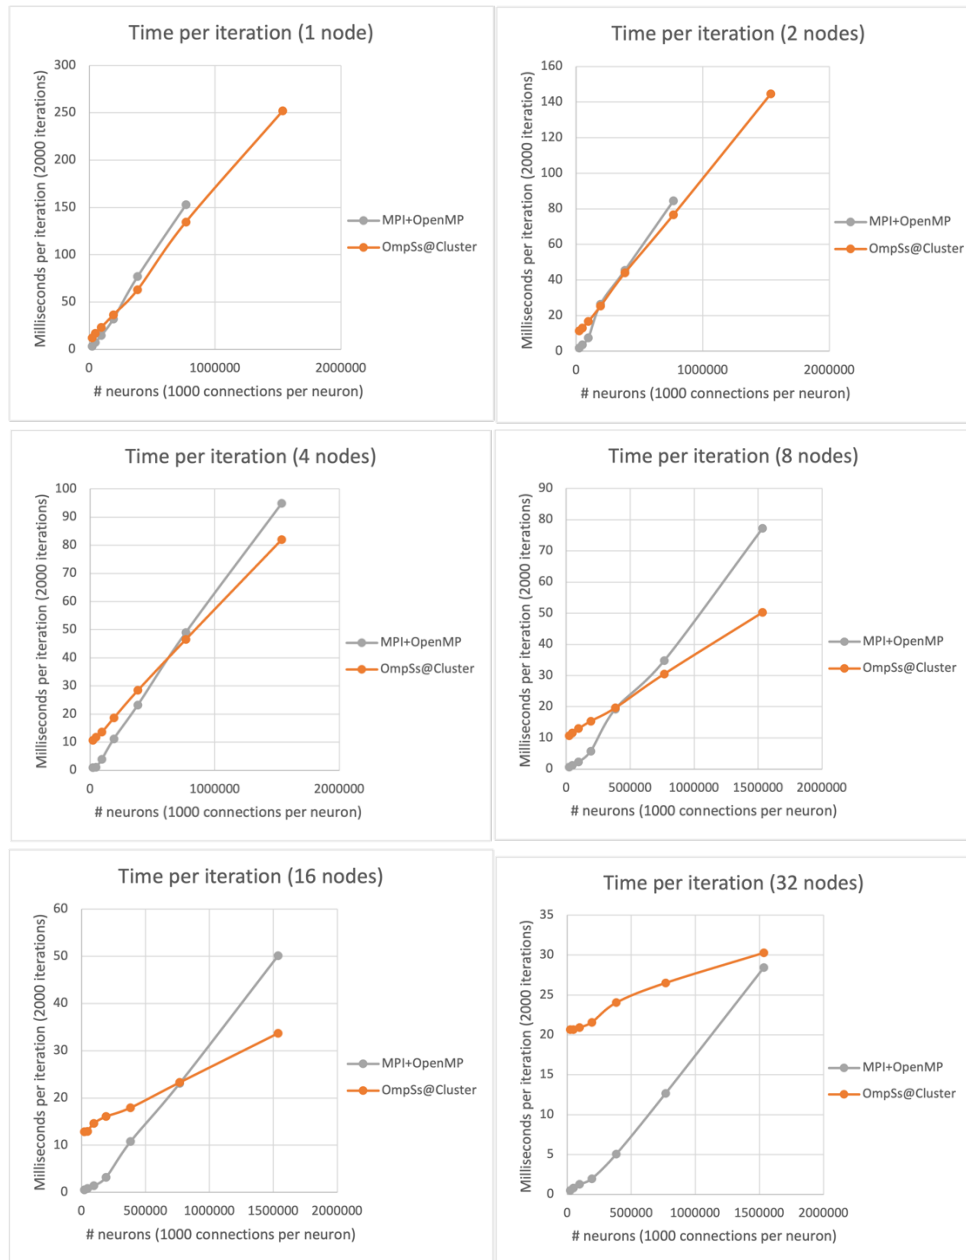 Time per iteration (1 node)
Milliseconds per iteration (2000 iterations)
300
250
200
150
100
50
0
0 1000000 2000000
# neurons (1000 connections per neuron)
MPI+OpenMP
OmpSs@Cluster
Time per iteration (2 nodes)
Milliseconds per iteration (2000 iterations)
160
140
120
100
80
60
40
20
0
0 1000000 2000000
# neurons (1000 connections per neuron)
MPI+OpenMP
OmpSs@Cluster
Time per iteration (4 nodes)
Milliseconds per iteration (2000 iterations)
100
90
80
70
60
50
40
30
20
10
0
0 1000000 2000000
# neurons (1000 connections per neuron)
MPI+OpenMP
OmpSs@Cluster
Time per iteration (8 nodes)
Milliseconds per iteration (2000 iterations)
90
80
70
60
50
40
30
20
10
0
0 500000 1000000 1500000 2000000
# neurons (1000 connections per neuron)
MPI+OpenMP
OmpSs@Cluster
Time per iteration (16 nodes)
Milliseconds per iteration (2000 iterations)
60
50
40
30
20
10
0
0 500000 1000000 1500000 2000000
# neurons (1000 connections per neuron)
MPI+OpenMP
OmpSs@Cluster
Time per iteration (32 nodes)
Milliseconds per iteration (2000 iterations)
35
30
25
20
15
10
5
0
0 500000 1000000 1500000 2000000
# neurons (1000 connections per neuron)
MPI+OpenMP
OmpSs@Cluster